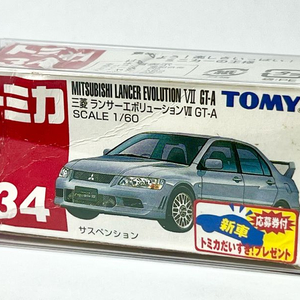 トミカ
MITSUBISHI LANCER EVOLUTION VII GT-A
三菱 ランサーエボリューションVII GT-A
SCALE 1/60
TOMY
34
サスペンション
新車
応募券付
トミカだいすき!プレゼント